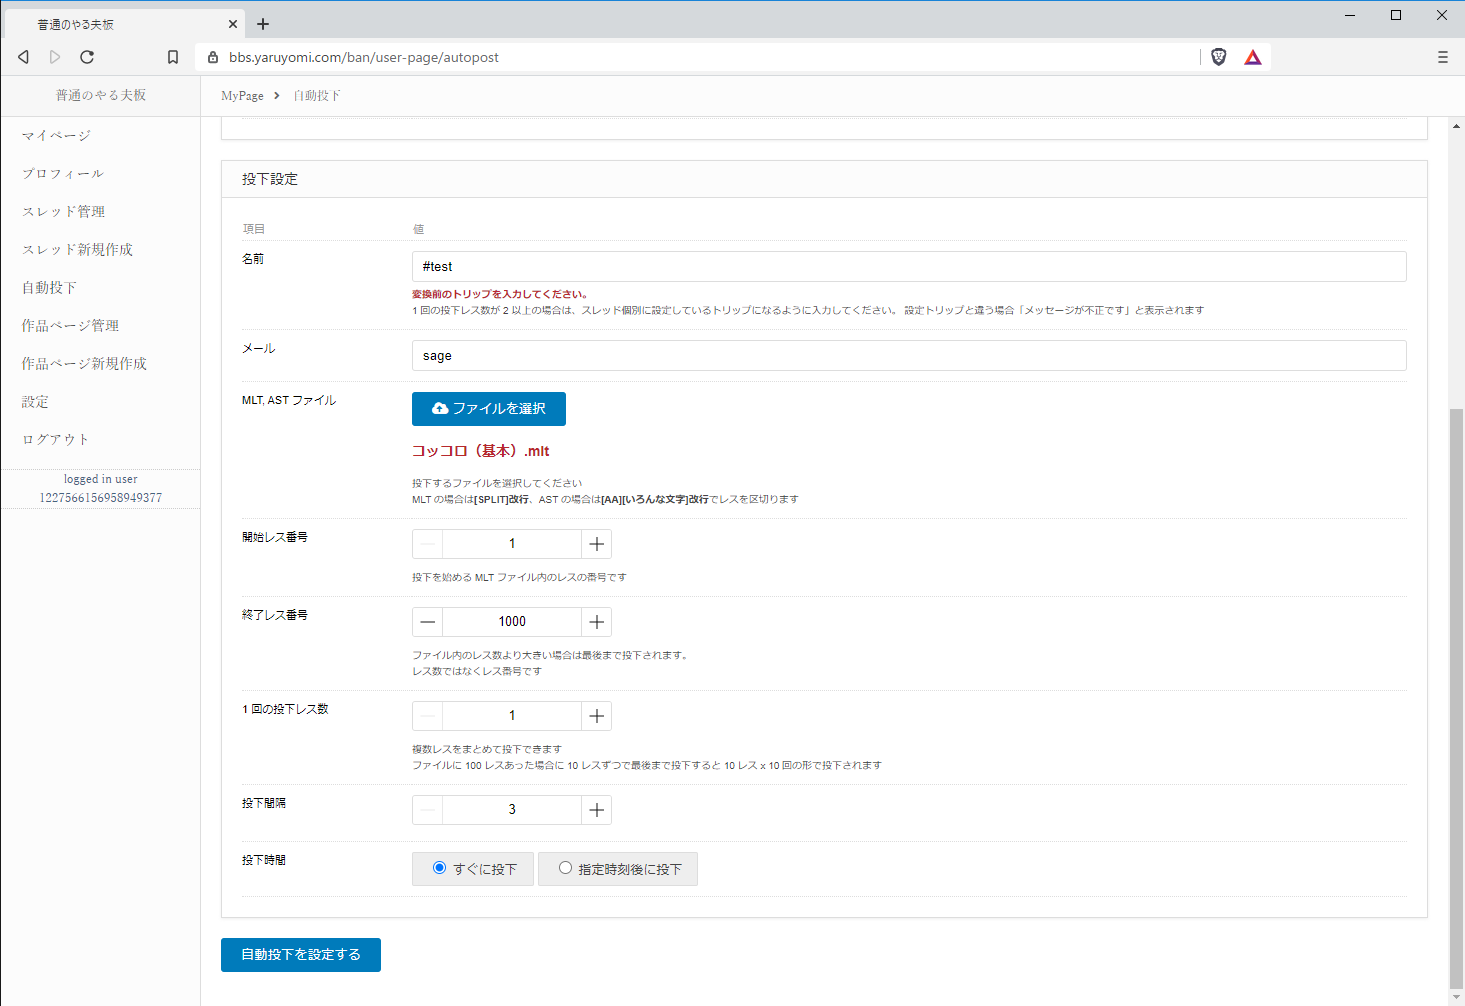 普通のやる夫板
bbs.yaruyomi.com/ban/user-page/autopost
普通のやる夫板
MyPage
自動投下
マイページ
プロフィール
スレッド管理
スレッド新規作成
自動投下
作品ページ管理
作品ページ新規作成
設定
ログアウト
logged in user
1227566156958949377
投下設定
項目
値
名前
#test
変換前のトリップを入力してください。
1 回の投下レス数が 2 以上の場合は、スレッド個別に設定しているトリップになるように入力してください。 設定トリップと違う場合「メッセージが不正です」と表示されます
メール
sage
MLT, AST ファイル
ファイルを選択
コッコロ（基本）.mlt
投下するファイルを選択してください
MLT の場合は[SPLIT]改行、AST の場合は[AA][いろんな文字]改行でレスを区切ります
開始レス番号
1
投下を始める MLT ファイル内のレスの番号です
終了レス番号
1000
ファイル内のレス数より大きい場合は最後まで投下されます。
レス数ではなくレス番号です
1 回の投下レス数
1
複数レスをまとめて投下できます
ファイルに 100 レスあった場合に 10 レスずつで最後まで投下すると 10 レス x 10 回の形で投下されます
投下間隔
3
投下時間
すぐに投下
指定時刻後に投下
自動投下を設定する